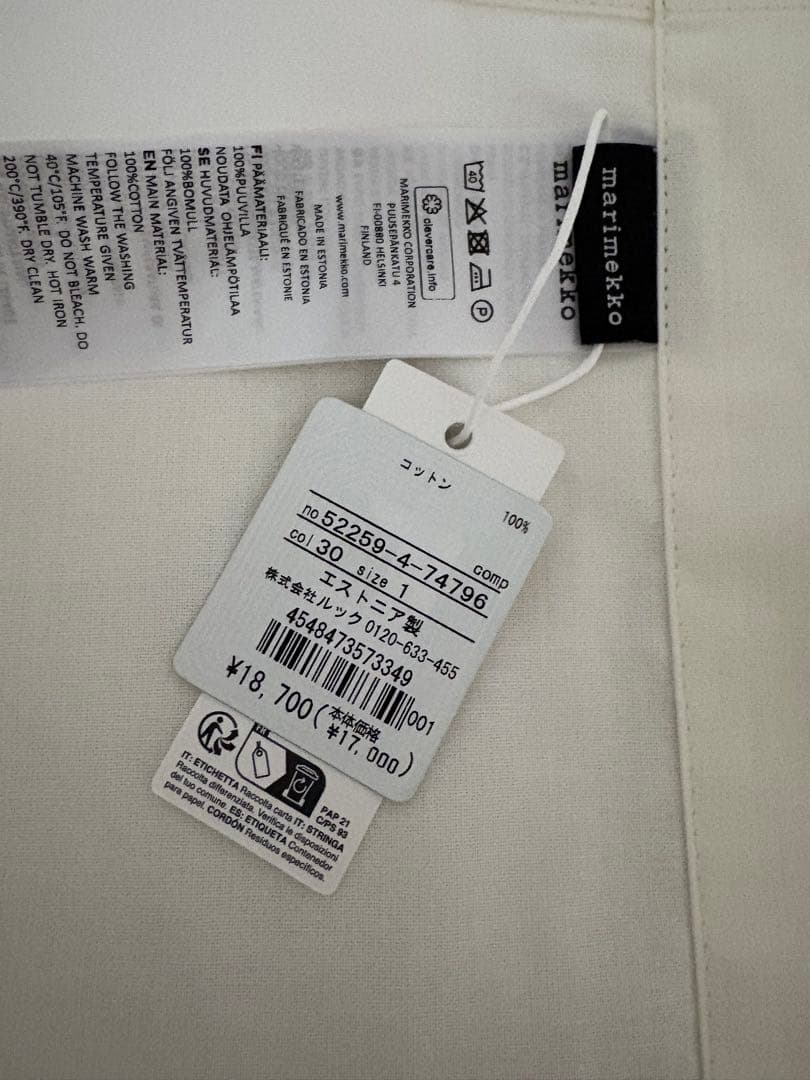 marimekko
marimekko
clevercare.info
40
P
MARIMEKKO CORPORATION
PUUSEPÄNKATU 4
FI-00880 HELSINKI
FINLAND
www.marimekko.com
MADE IN ESTONIA
FABRICADO EN ESTONIA
FABRIQUÉ EN ESTONIE
FI PÄÄMATERIAALI:
100%PUUVILLA
NOUDATA OHJELÄMPÖTILAA
SE HUVUDMATERIAL:
100%BOMULL
FÖLJ ANGIVEN TVÄTTEMPERATUR
EN MAIN MATERIAL:
100%COTTON
FOLLOW THE WASHING
TEMPERATURE GIVEN
MACHINE WASH WARM
40°C/105°F. DO NOT BLEACH. DO
NOT TUMBLE DRY. HOT IRON
200°C/390°F. DRY CLEAN
コットン 100%
comp
no 52259-4-74796
col 30 size 1
エストニア製
株式会社ルック 0120-633-455
4548473573349
001
¥18,700(本体価格
¥17,000)
FR
PAP 21
C/PS 93
IT: ETICHETTA Raccolta carta IT: STRINGA
Raccolta differenziata. Verifica le disposizioni
del tuo comune. ES: ETIQUETA Contenedor
para papel. CORDÓN Residuos específicos.